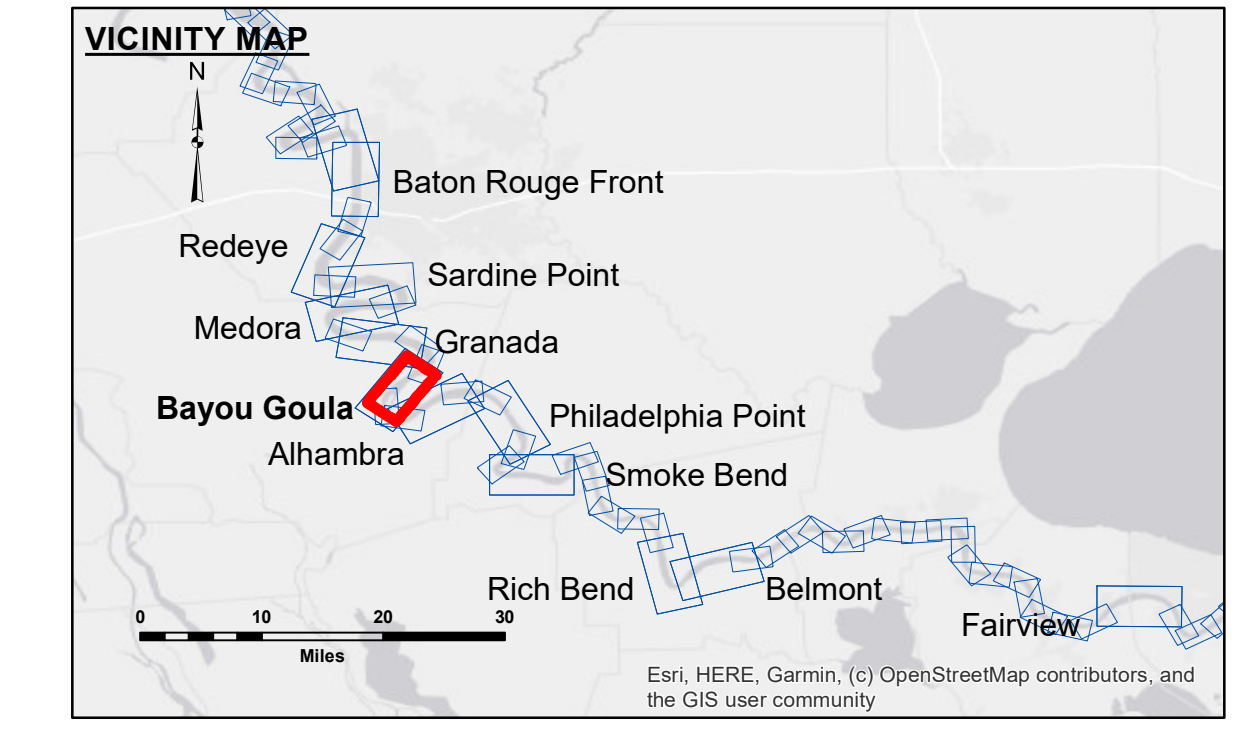 VICINITY MAP
N
Baton Rouge Front
Redeye
Sardine Point
Medora
Granada
Bayou Goula
Philadelphia Point
Alhambra
Smoke Bend
Rich Bend
Belmont
Fairview
0 10 20 30
Miles
Esri, HERE, Garmin, (c) OpenStreetMap contributors, and
the GIS user community